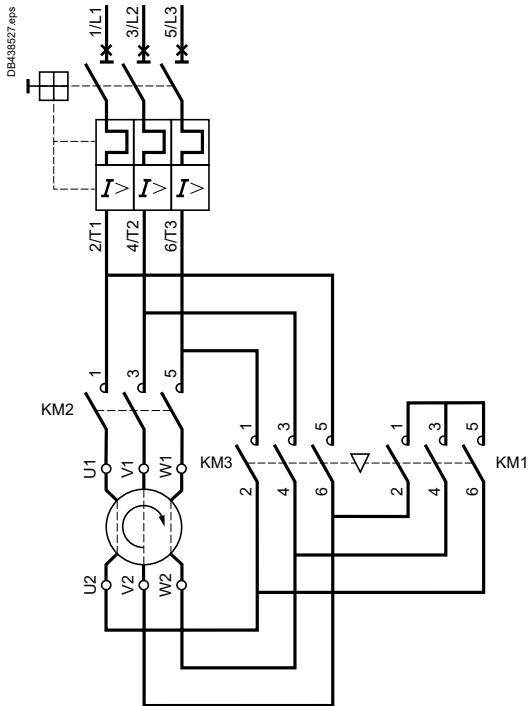 DB438527.eps
1/L1 3/L2 5/L3
I> I> I>
2/T1 4/T2 6/T3
1 3 5
KM2
1 3 5
1 3 5
KM3
KM1
2 4 6
2 4 6
U1 V1 W1
U2 V2 W2